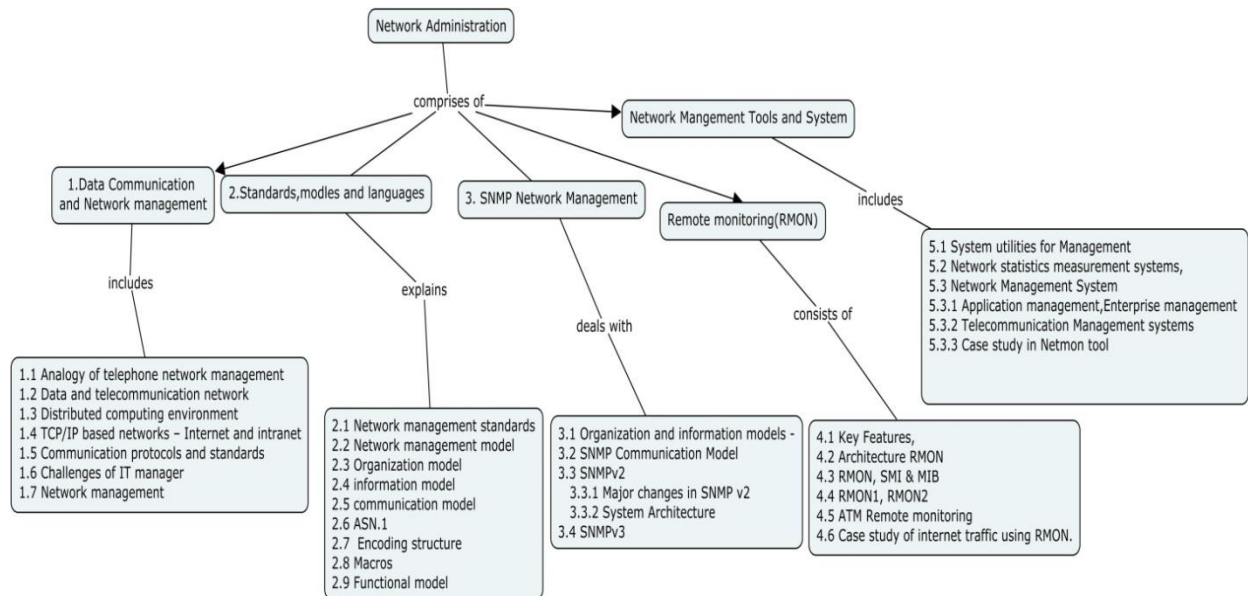 Network Administration
comprises of
Network Mangement Tools and System
1.Data Communication
and Network management
2.Standards,modles and languages
3. SNMP Network Management
Remote monitoring(RMON)
includes
explains
deals with
consists of
includes
1.1 Analogy of telephone network management
1.2 Data and telecommunication network
1.3 Distributed computing environment
1.4 TCP/IP based networks – Internet and intranet
1.5 Communication protocols and standards
1.6 Challenges of IT manager
1.7 Network management
2.1 Network management standards
2.2 Network management model
2.3 Organization model
2.4 information model
2.5 communication model
2.6 ASN.1
2.7 Encoding structure
2.8 Macros
2.9 Functional model
3.1 Organization and information models -
3.2 SNMP Communication Model
3.3 SNMPv2
3.3.1 Major changes in SNMP v2
3.3.2 System Architecture
3.4 SNMPv3
4.1 Key Features,
4.2 Architecture RMON
4.3 RMON, SMI & MIB
4.4 RMON1, RMON2
4.5 ATM Remote monitoring
4.6 Case study of internet traffic using RMON.
5.1 System utilities for Management
5.2 Network statistics measurement systems,
5.3 Network Management System
5.3.1 Application management,Enterprise management
5.3.2 Telecommunication Management systems
5.3.3 Case study in Netmon tool